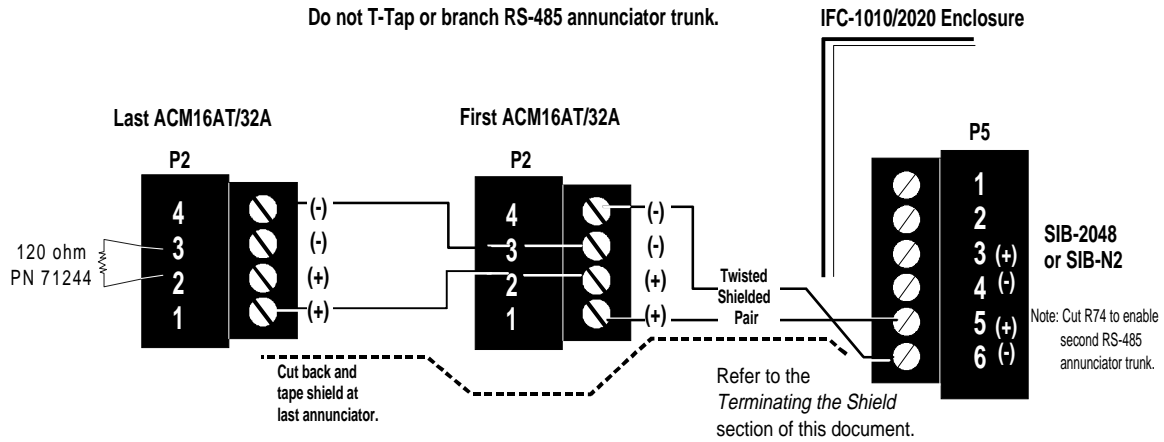 Do not T-Tap or branch RS-485 annunciator trunk.
IFC-1010/2020 Enclosure
Last ACM16AT/32A
First ACM16AT/32A
P2
P2
P5
4
3
2
1
(-)
(-)
(+)
(+)
120 ohm
PN 71244
4
3
2
1
(-)
(-)
(+)
(+)
Twisted
Shielded
Pair
1
2
3 (+)
4 (-)
5 (+)
6 (-)
SIB-2048
or SIB-N2
Note: Cut R74 to enable
second RS-485
annunciator trunk.
Cut back and
tape shield at
last annunciator.
Refer to the
Terminating the Shield
section of this document.